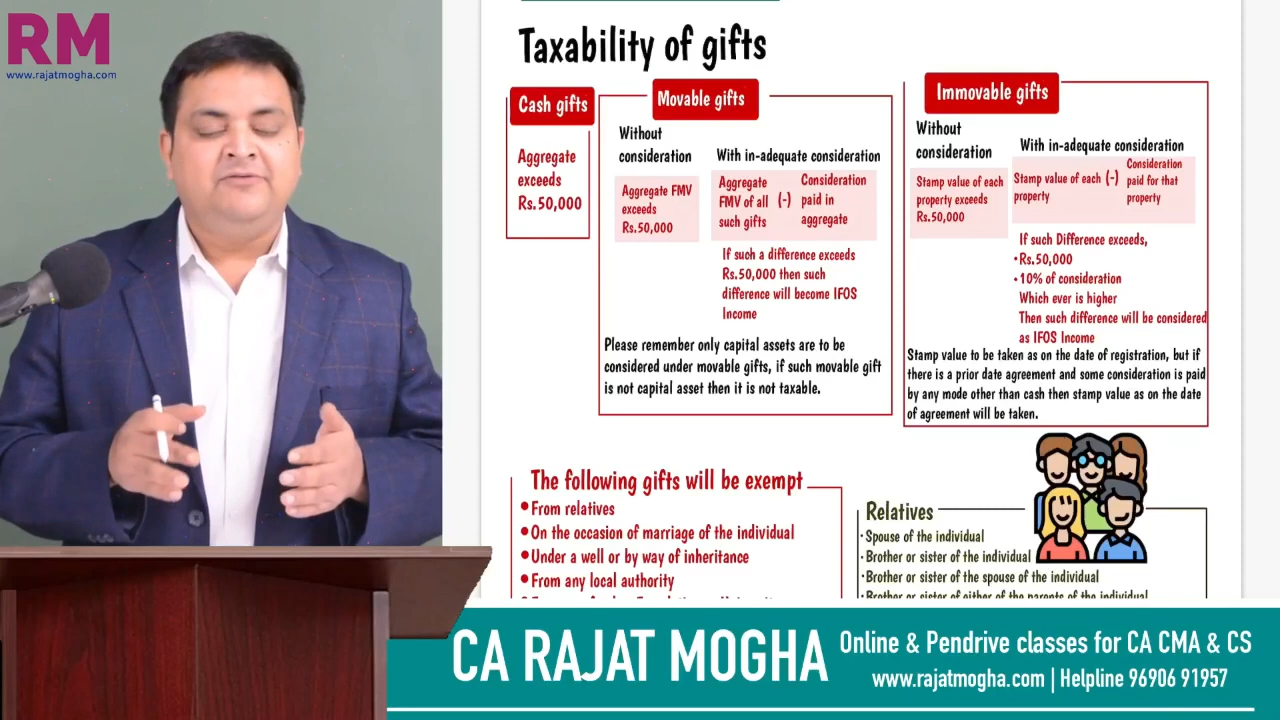 RM
www.rajatmogha.com
Taxability of gifts
Cash gifts
Aggregate
exceeds
Rs.50,000
Movable gifts
Without
consideration
Aggregate FMV
exceeds
Rs.50,000
With in-adequate consideration
Aggregate
FMV of all
such gifts
(-)
Consideration
paid in
aggregate
If such a difference exceeds
Rs.50,000 then such
difference will become IFOS
Income
Please remember only capital assets are to be
considered under movable gifts, if such movable gift
is not capital asset then it is not taxable.
Immovable gifts
Without
consideration
Stamp value of each
property exceeds
Rs.50,000
With in-adequate consideration
Stamp value of each
property
(-)
Consideration
paid for that
property
If such Difference exceeds,
•Rs.50,000
•10% of consideration
Which ever is higher
Then such difference will be considered
as IFOS Income
Stamp value to be taken as on the date of registration, but if
there is a prior date agreement and some consideration is paid
by any mode other than cash then stamp value as on the date
of agreement will be taken.
The following gifts will be exempt
•From relatives
•On the occasion of marriage of the individual
•Under a well or by way of inheritance
•From any local authority
Relatives
·Spouse of the individual
·Brother or sister of the individual
·Brother or sister of the spouse of the individual
·Brother or sister of either of the parents of the individual
CA RAJAT MOGHA
Online & Pendrive classes for CA CMA & CS
www.rajatmogha.com | Helpline 96906 91957